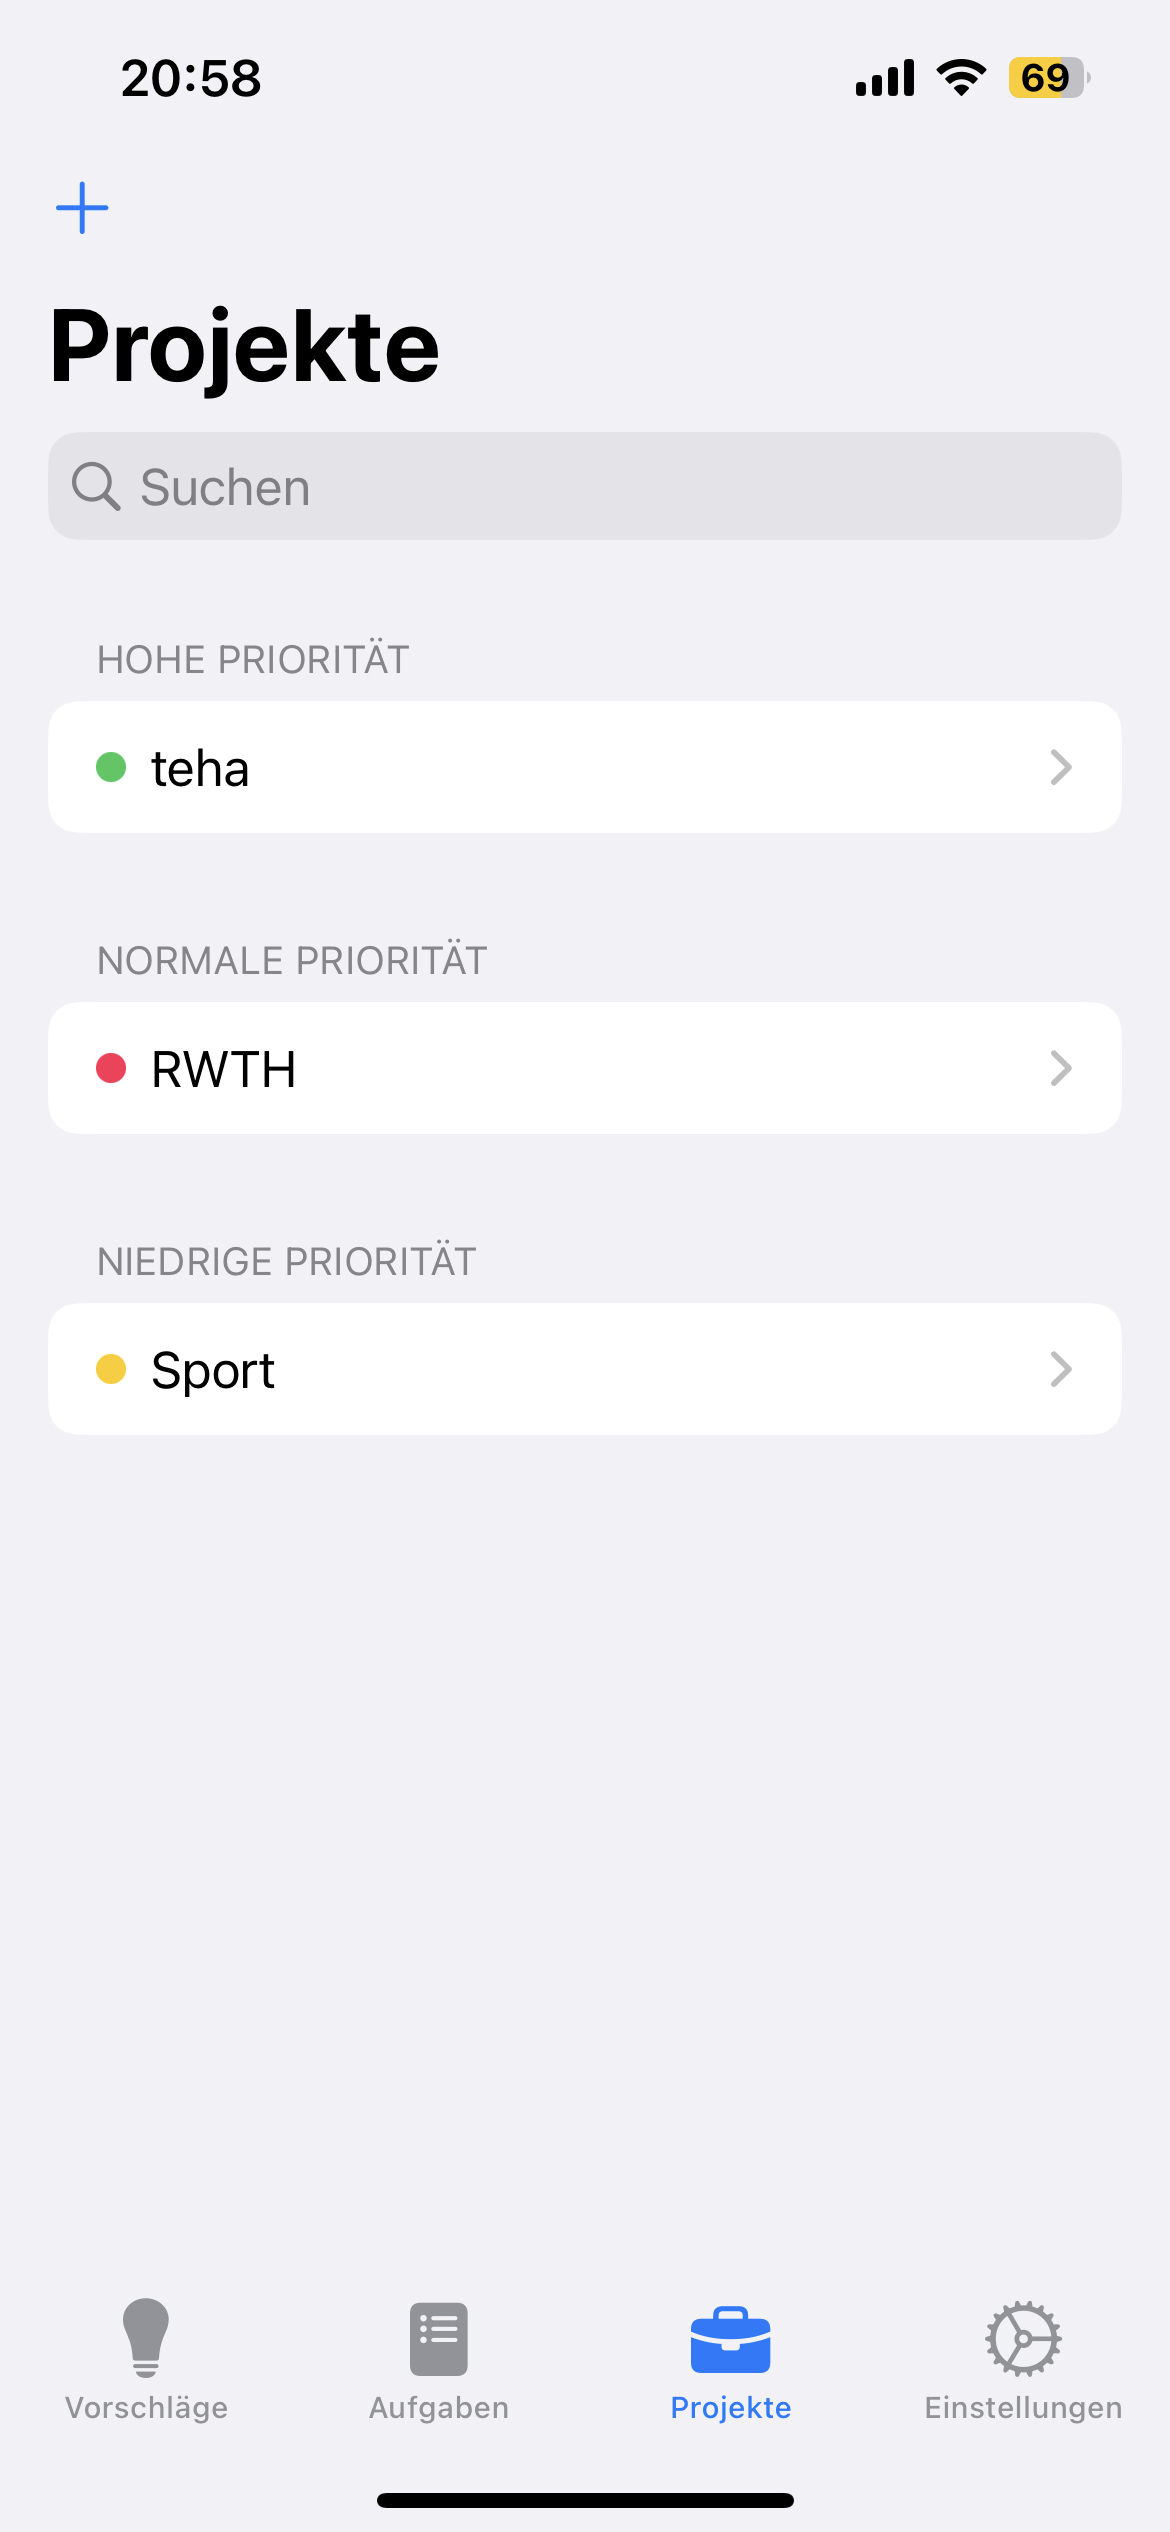 20:58
69
Projekte
Suchen
HOHE PRIORITÄT
teha
NORMALE PRIORITÄT
RWTH
NIEDRIGE PRIORITÄT
Sport
Vorschläge
Aufgaben
Projekte
Einstellungen